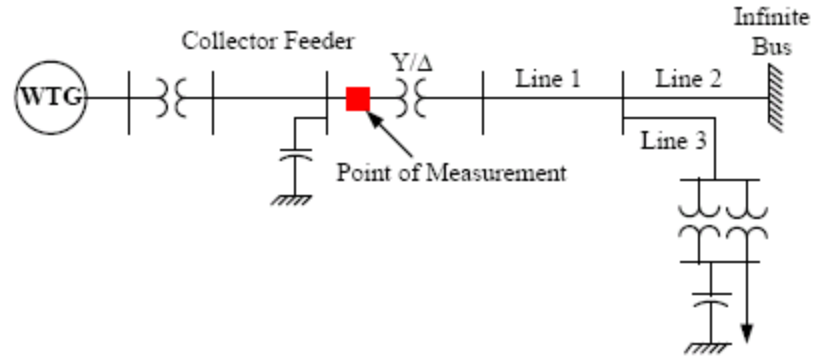 Infinite
Bus
Collector Feeder
Y/Δ
WTG
Line 1
Line 2
Line 3
Point of Measurement